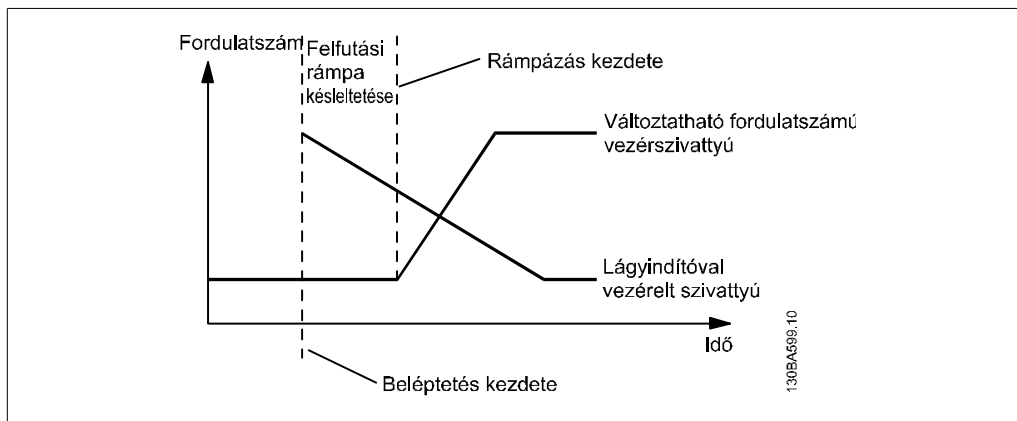 Fordulatszám
Felfutási
rámpa
késleltetése
Rámpázás kezdete
Változtatható fordulatszámú
vezérszivattyú
Lágyindítóval
vezérelt szivattyú
Idő
Beléptetés kezdete
130BA599.10